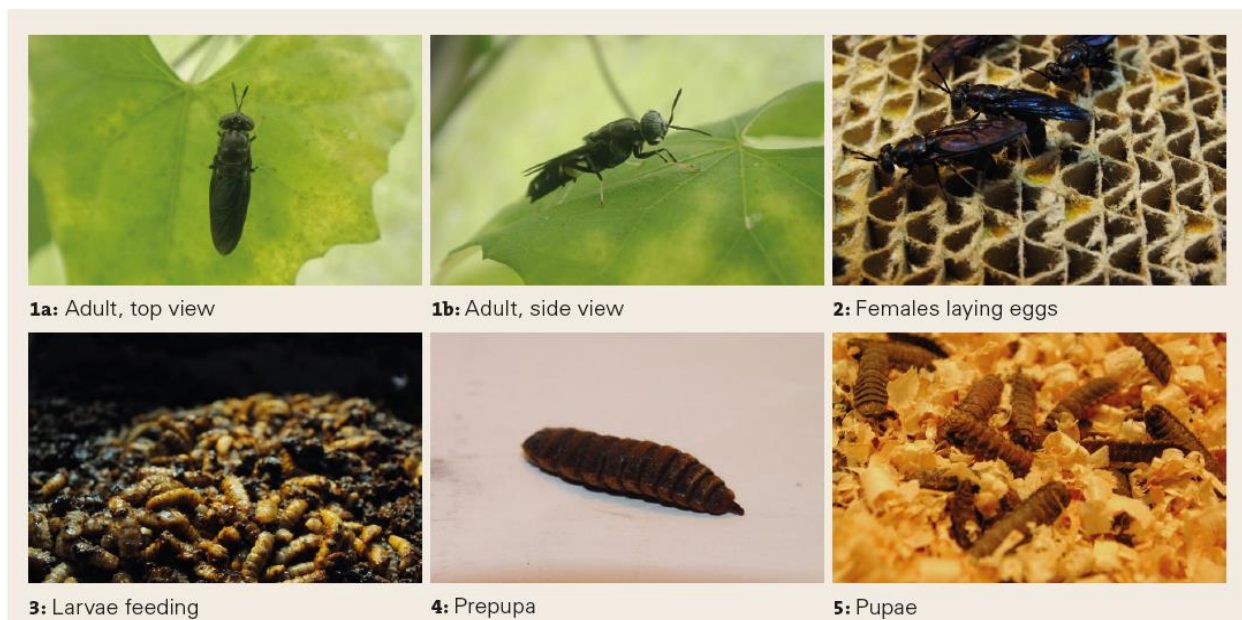 1a: Adult, top view
1b: Adult, side view
2: Females laying eggs
3: Larvae feeding
4: Prepupa
5: Pupae